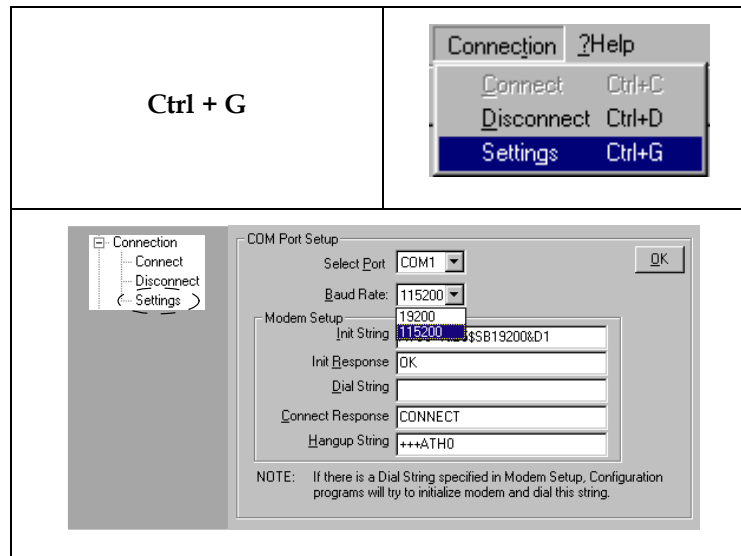 Ctrl + G
Connection ?Help
Connect Ctrl+C
Disconnect Ctrl+D
Settings Ctrl+G
Connection
Connect
Disconnect
Settings
COM Port Setup
Select Port COM1
OK
Baud Rate: 115200
19200
115200
Modem Setup
Init String $SB19200&D1
Init Response OK
Dial String
Connect Response CONNECT
Hangup String +++ATH0
NOTE: If there is a Dial String specified in Modem Setup, Configuration
programs will try to initialize modem and dial this string.